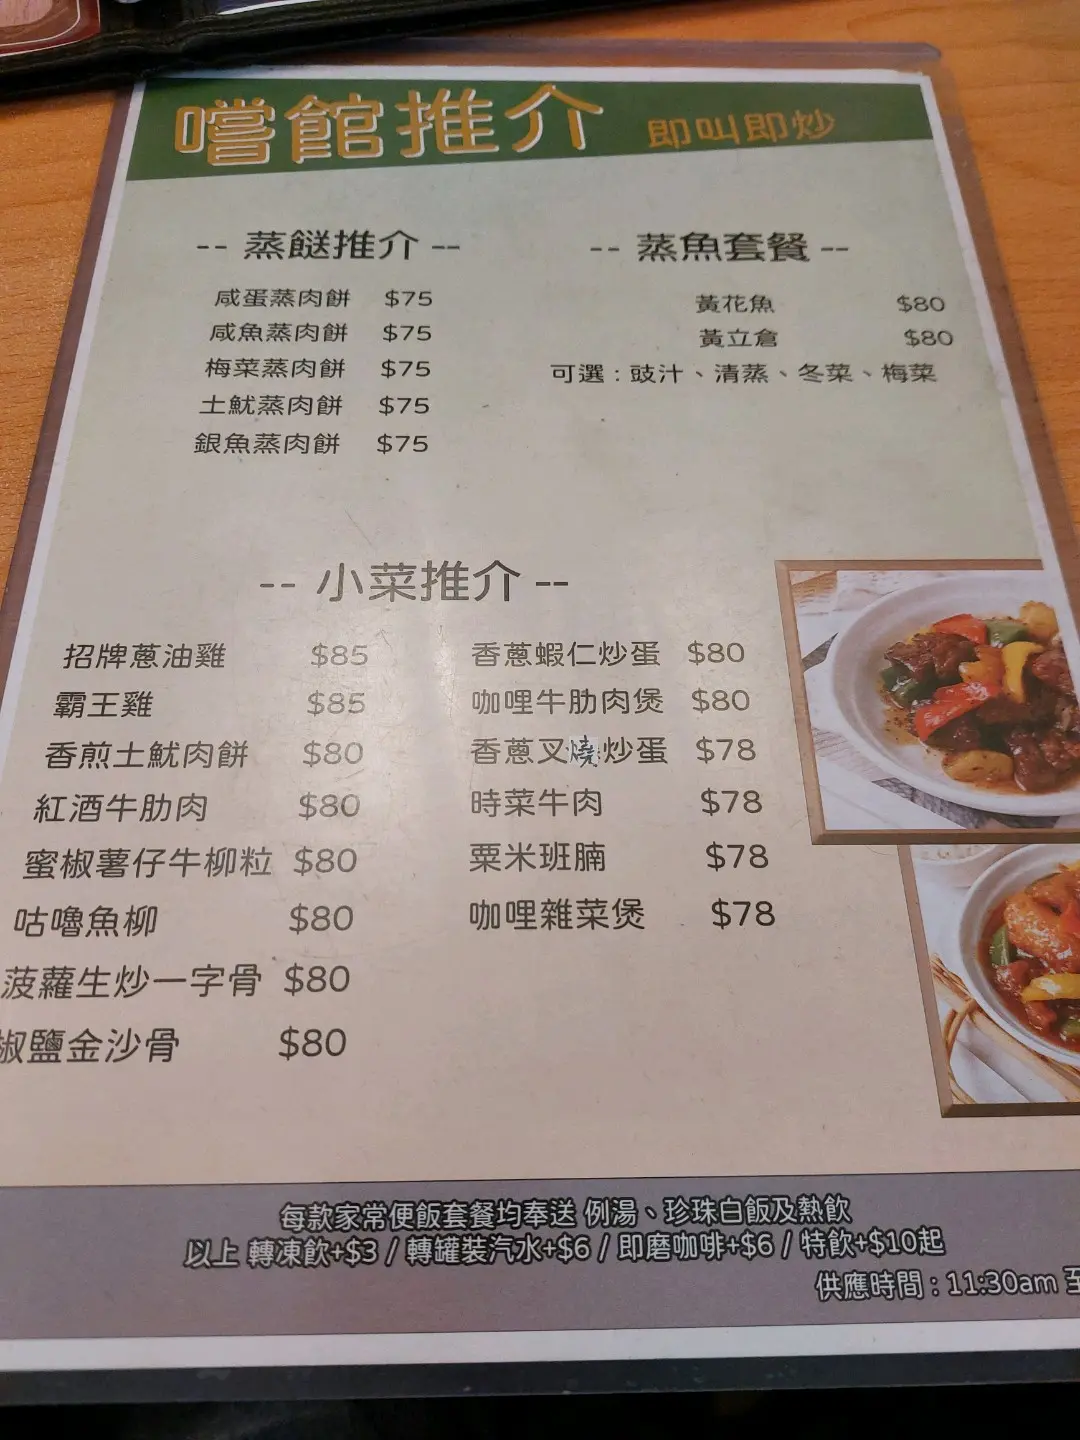 嚐館推介 即叫即炒
-- 蒸餸推介 --
咸蛋蒸肉餅 $75
咸魚蒸肉餅 $75
梅菜蒸肉餅 $75
土魷蒸肉餅 $75
銀魚蒸肉餅 $75
-- 蒸魚套餐 --
黃花魚 $80
黃立倉 $80
可選：豉汁、清蒸、冬菜、梅菜
-- 小菜推介 --
招牌蔥油雞 $85
霸王雞 $85
香煎土魷肉餅 $80
紅酒牛肋肉 $80
蜜椒薯仔牛柳粒 $80
咕嚕魚柳 $80
菠蘿生炒一字骨 $80
椒鹽金沙骨 $80
香蔥蝦仁炒蛋 $80
咖哩牛肋肉煲 $80
香蔥叉燒炒蛋 $78
時菜牛肉 $78
粟米班腩 $78
咖哩雜菜煲 $78
每款家常便飯套餐均奉送 例湯、珍珠白飯及熱飲
以上 轉凍飲+$3 / 轉罐裝汽水+$6 / 即磨咖啡+$6 / 特飲+$10起
供應時間：11:30am 至